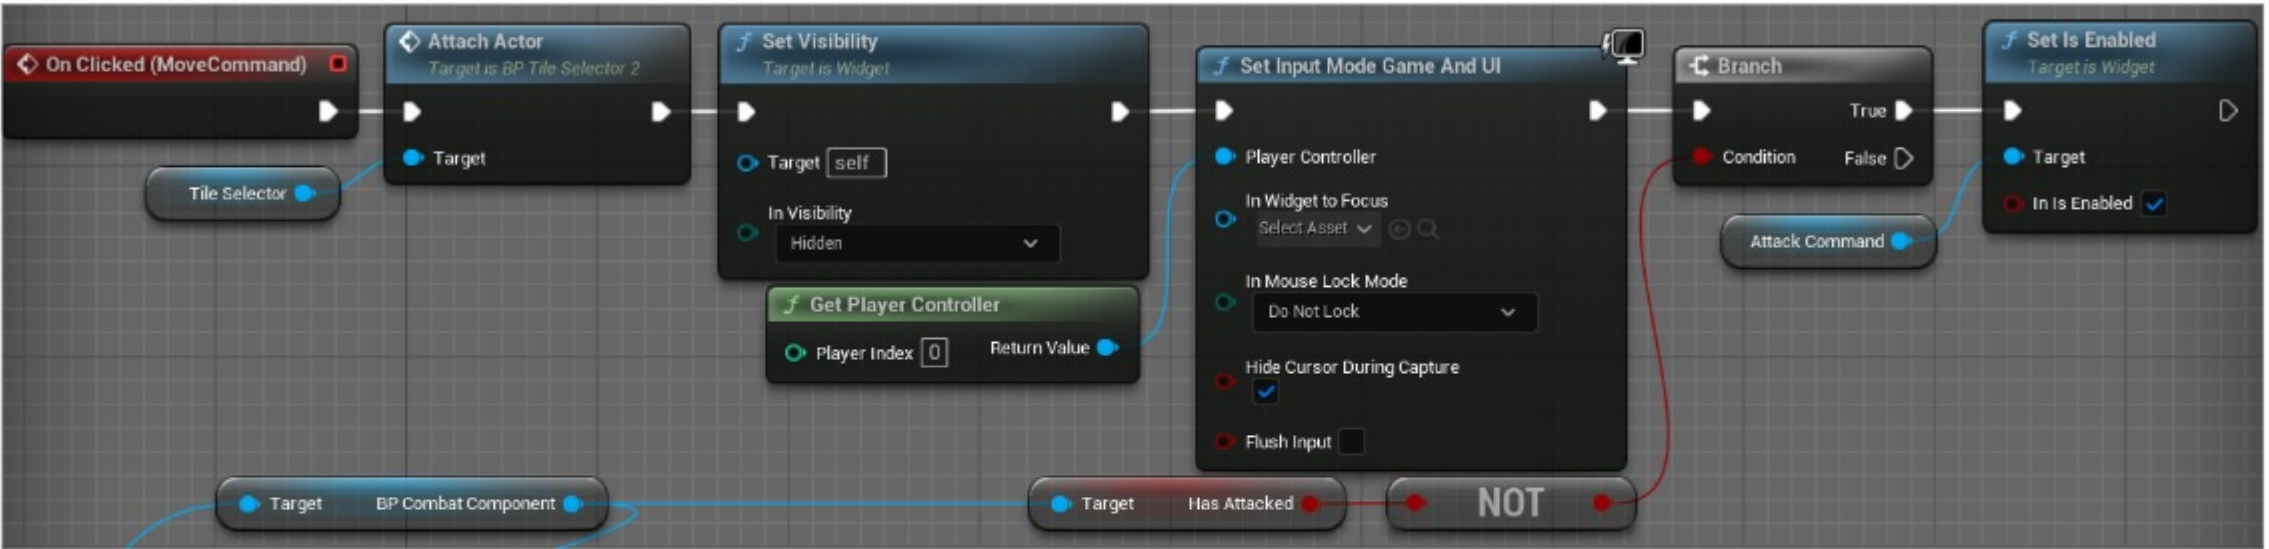 On Clicked (MoveCommand)
Tile Selector
Attach Actor
Target is BP Tile Selector 2
Target
Set Visibility
Target is Widget
Target self
In Visibility
Hidden
Get Player Controller
Player Index 0 Return Value
Set Input Mode Game And UI
Player Controller
In Widget to Focus
Select Asset
In Mouse Lock Mode
Do Not Lock
Hide Cursor During Capture
Flush Input
Branch
True
Condition False
Attack Command
Set Is Enabled
Target is Widget
Target
In Is Enabled
Target BP Combat Component
Target Has Attacked
NOT